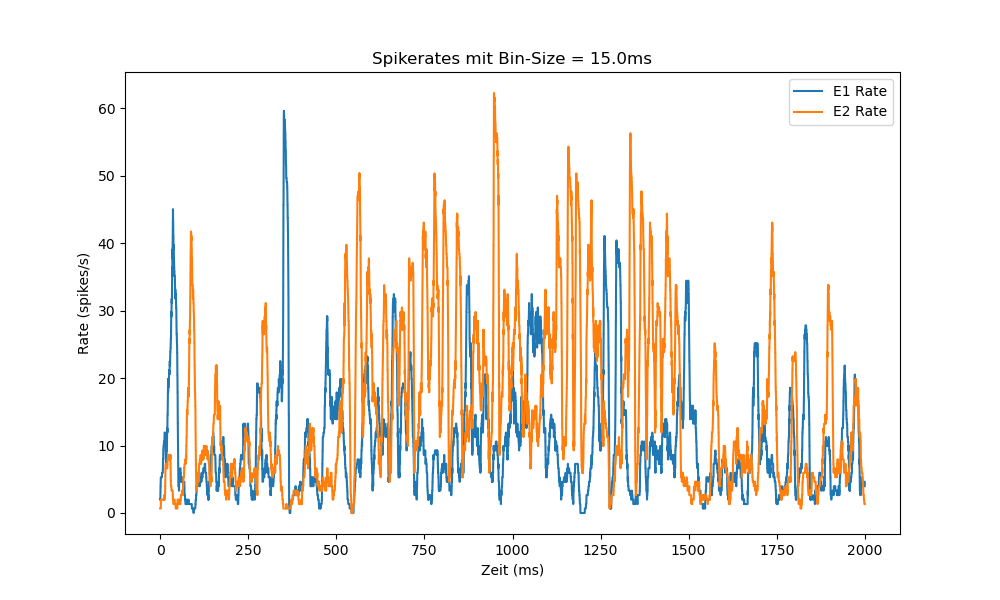 Spikerates mit Bin-Size = 15.0ms
E1 Rate
E2 Rate
Rate (spikes/s)
60
50
40
30
20
10
0
0 250 500 750 1000 1250 1500 1750 2000
Zeit (ms)